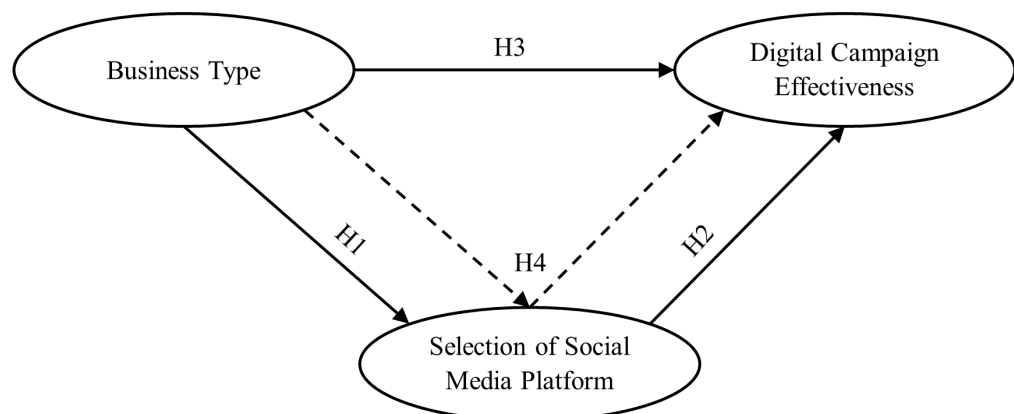 H3
Business Type
Digital Campaign
Effectiveness
H1
H4
H2
Selection of Social
Media Platform